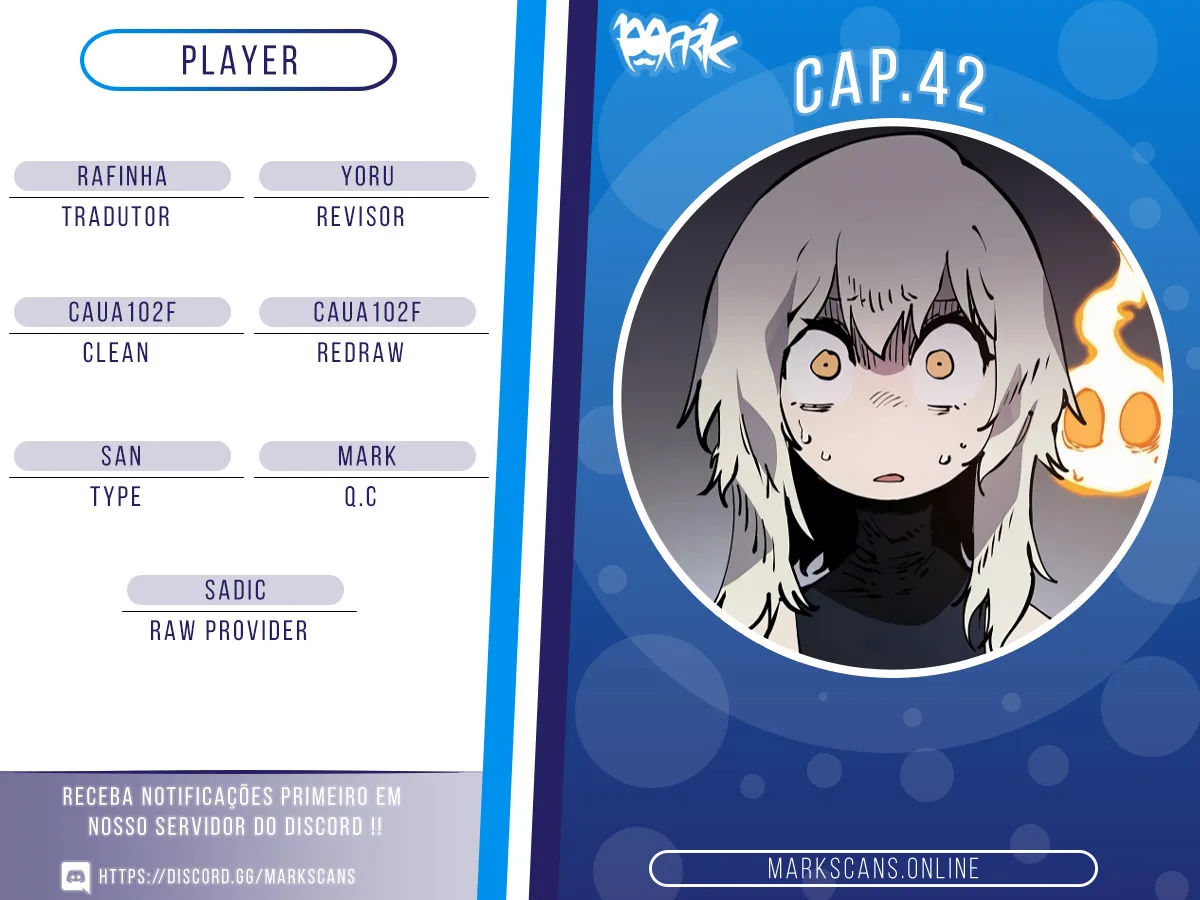 PLAYER
RAFINHA
TRADUTOR
YORU
REVISOR
CAUA102F
CLEAN
CAUA102F
REDRAW
SAN
TYPE
MARK
Q.C
SADIC
RAW PROVIDER
RECEBA NOTIFICAÇÕES PRIMEIRO EM
NOSSO SERVIDOR DO DISCORD !!
HTTPS://DISCORD.GG/MARKSCANS
MARK
CAP.42
MARKSCANS.ONLINE